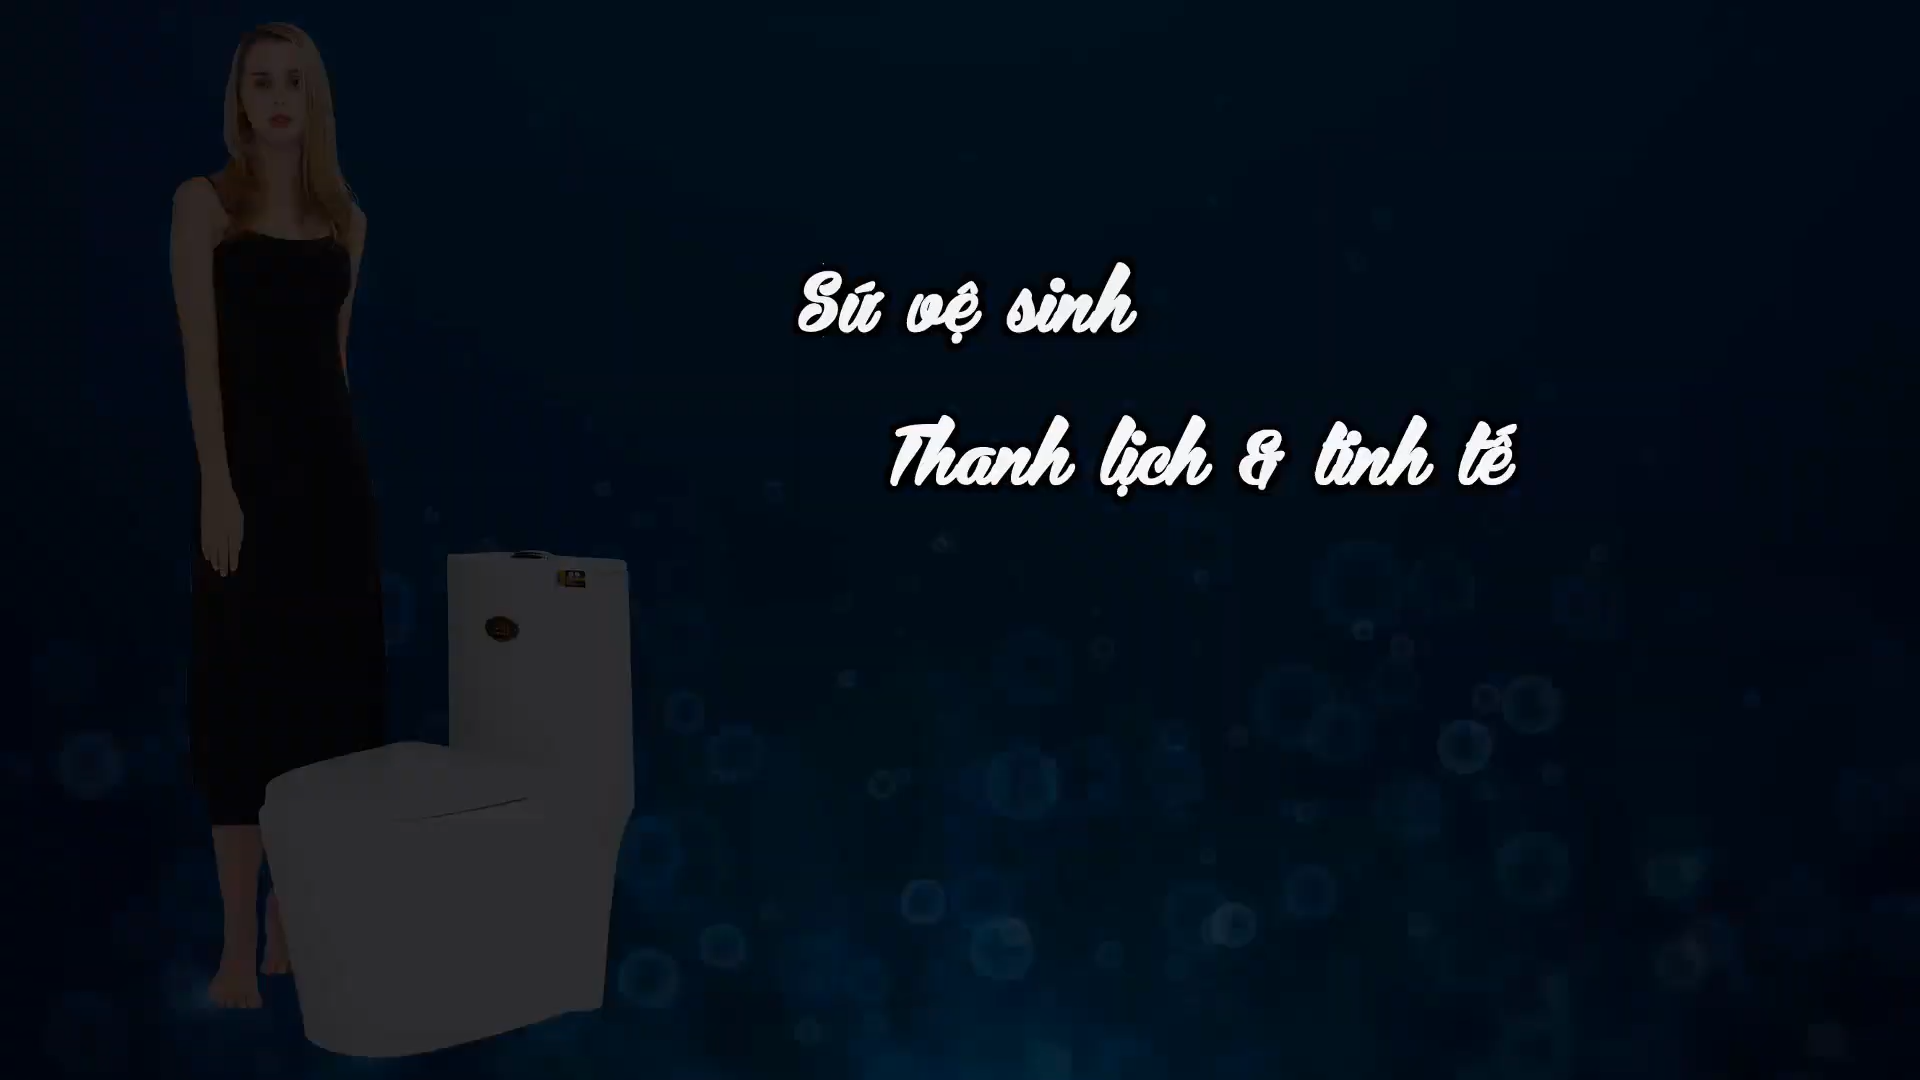 Sứ vệ sinh
Thanh lịch & tinh tế